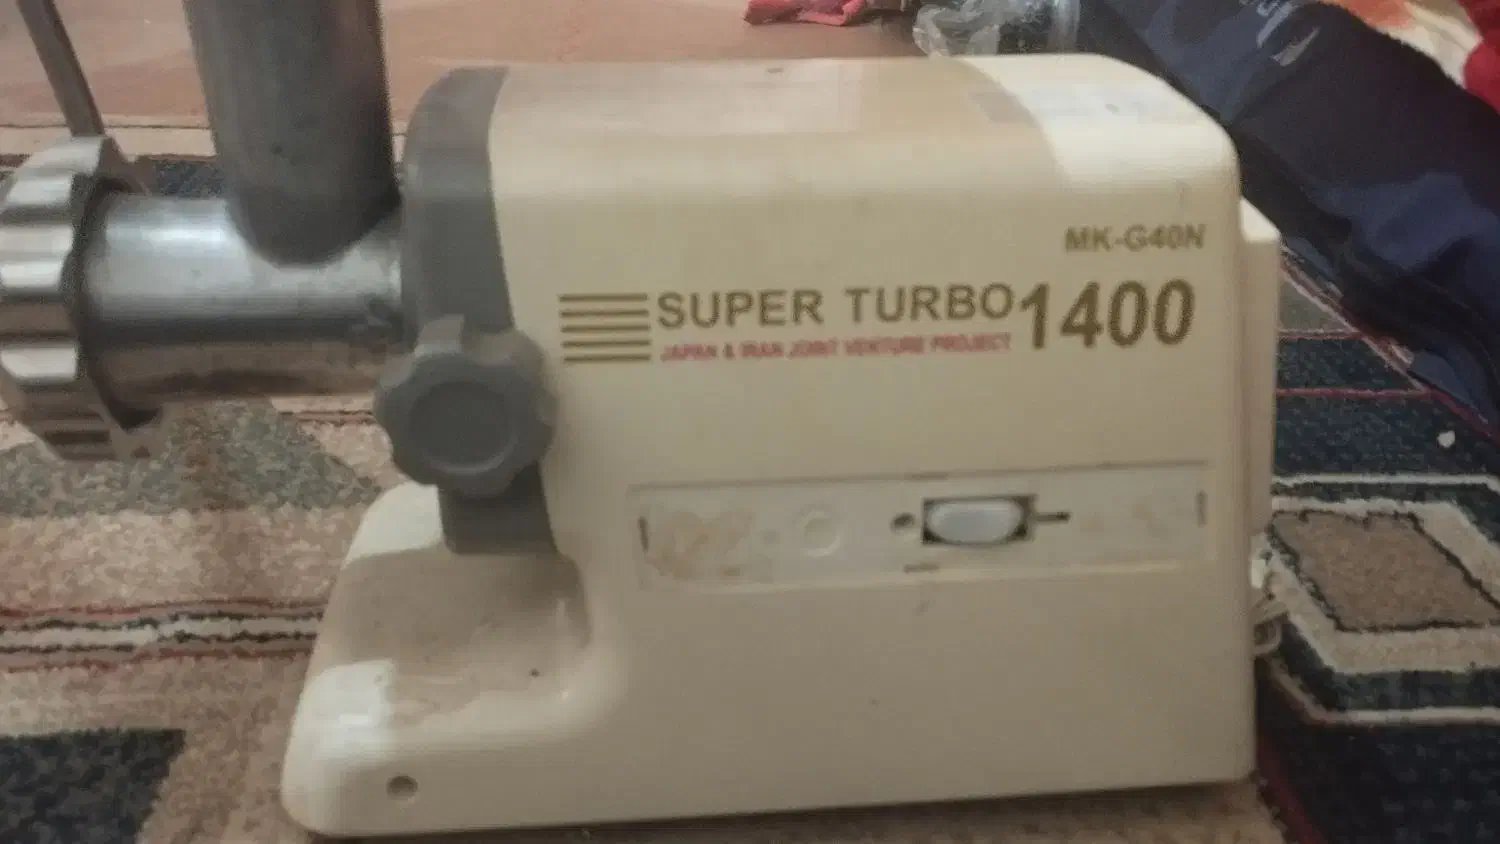 MK-G40N
SUPER TURBO 1400
JAPAN & IRAN JOINT VENTURE PROJECT